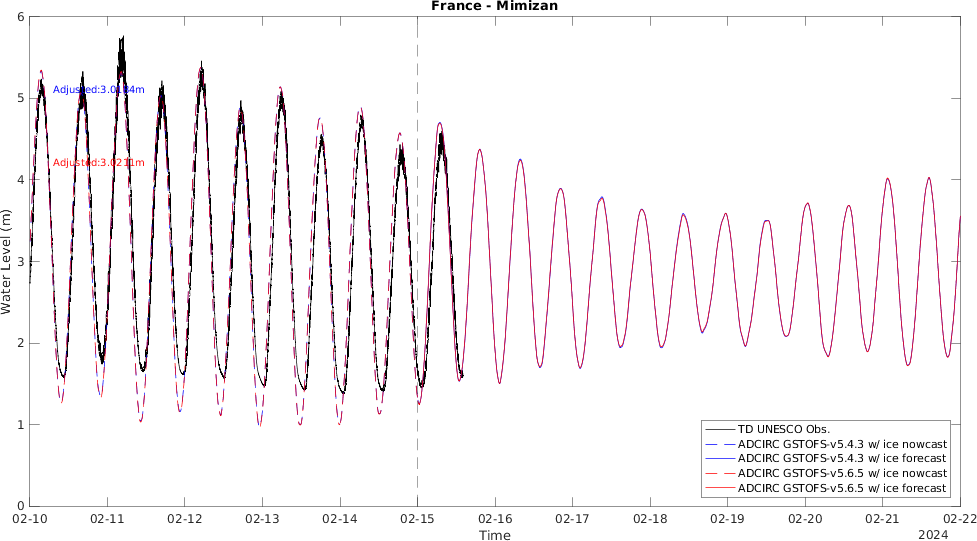 France - Mimizan
6
5
4
3
2
1
0
Water Level (m)
Adjusted:3.0184m
Adjusted:3.0211m
TD UNESCO Obs.
ADCIRC GSTOFS-v5.4.3 w/ ice nowcast
ADCIRC GSTOFS-v5.4.3 w/ ice forecast
ADCIRC GSTOFS-v5.6.5 w/ ice nowcast
ADCIRC GSTOFS-v5.6.5 w/ ice forecast
02-10 02-11 02-12 02-13 02-14 02-15 02-16 02-17 02-18 02-19 02-20 02-21 02-22
Time
2024